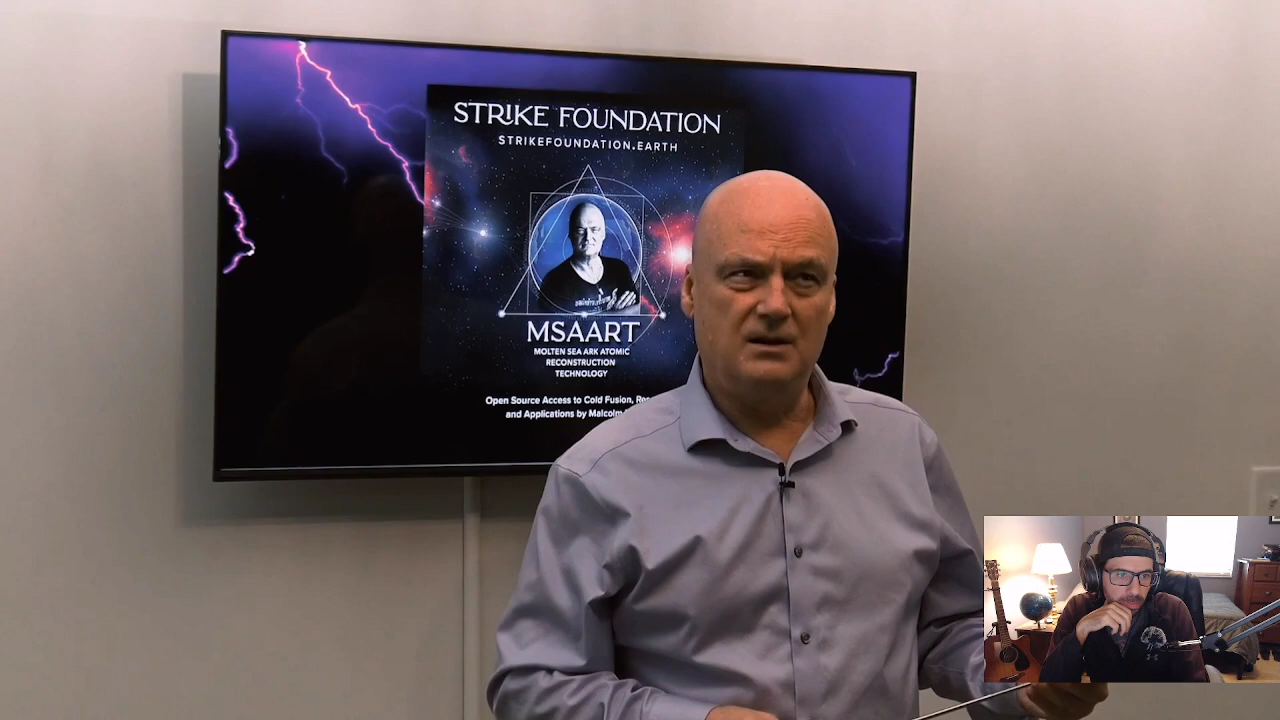 STRIKE FOUNDATION
STRIKEFOUNDATION.EARTH
MSAART
MOLTEN SEA ARK ATOMIC
RECONSTRUCTION
TECHNOLOGY
Open Source Access to Cold Fusion,
and Applications by Malcolm